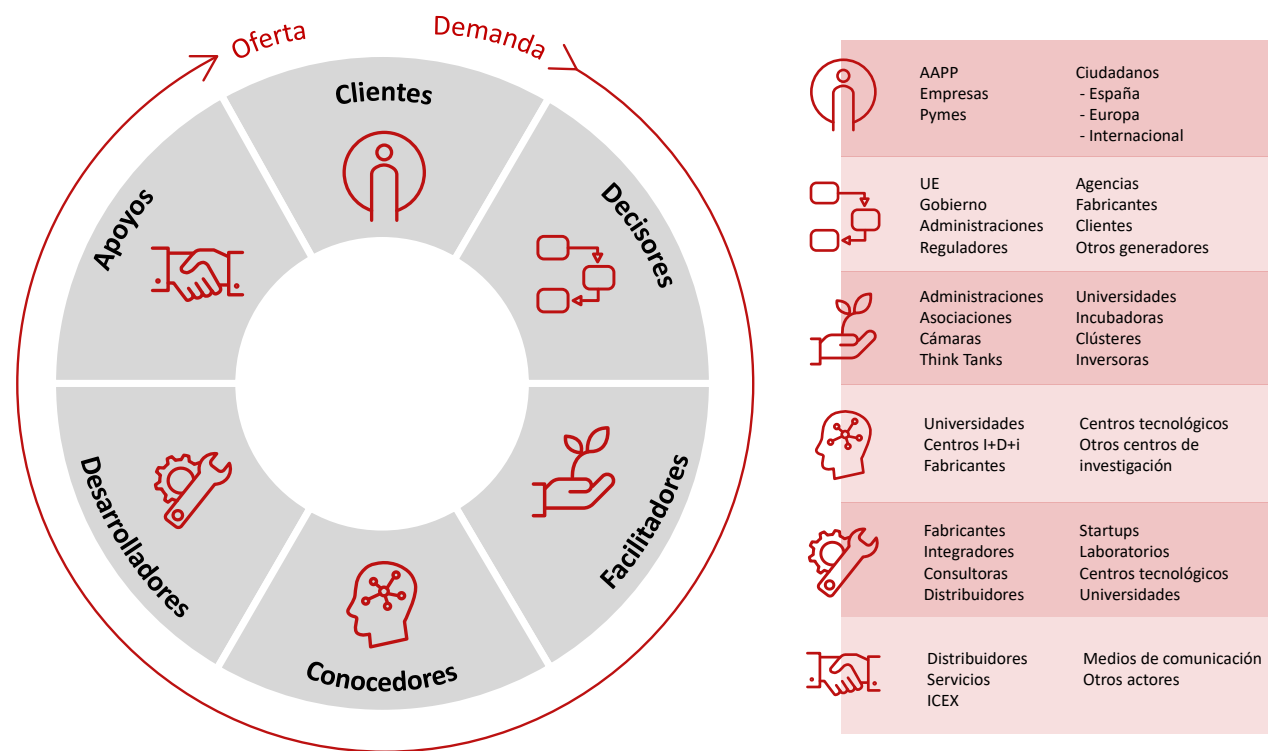 Oferta
Demanda
Clientes
Decisores
Facilitadores
Conocedores
Desarrolladores
Apoyos
AAPP
Empresas
Pymes
Ciudadanos
- España
- Europa
- Internacional
UE
Gobierno
Administraciones
Reguladores
Agencias
Fabricantes
Clientes
Otros generadores
Administraciones
Asociaciones
Cámaras
Think Tanks
Universidades
Incubadoras
Clústeres
Inversoras
Universidades
Centros I+D+i
Fabricantes
Centros tecnológicos
Otros centros de
investigación
Fabricantes
Integradores
Consultoras
Distribuidores
Startups
Laboratorios
Centros tecnológicos
Universidades
Distribuidores
Servicios
ICEX
Medios de comunicación
Otros actores